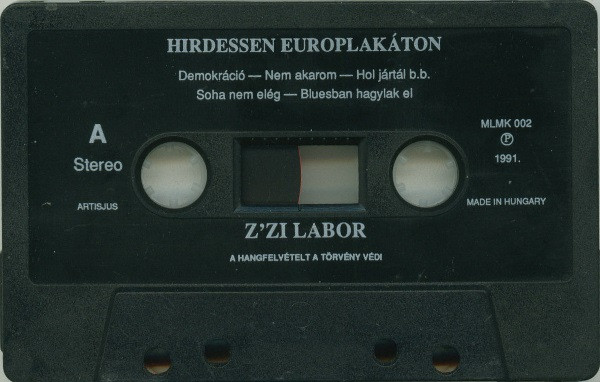 HIRDESSEN EUROPLAKÁTON
Demokráció — Nem akarom — Hol jártál b.b.
Soha nem elég — Bluesban hagylak el
A
Stereo
MLMK 002
℗
1991.
ARTISJUS
MADE IN HUNGARY
Z'ZI LABOR
A HANGFELVÉTELT A TÖRVÉNY VÉDI